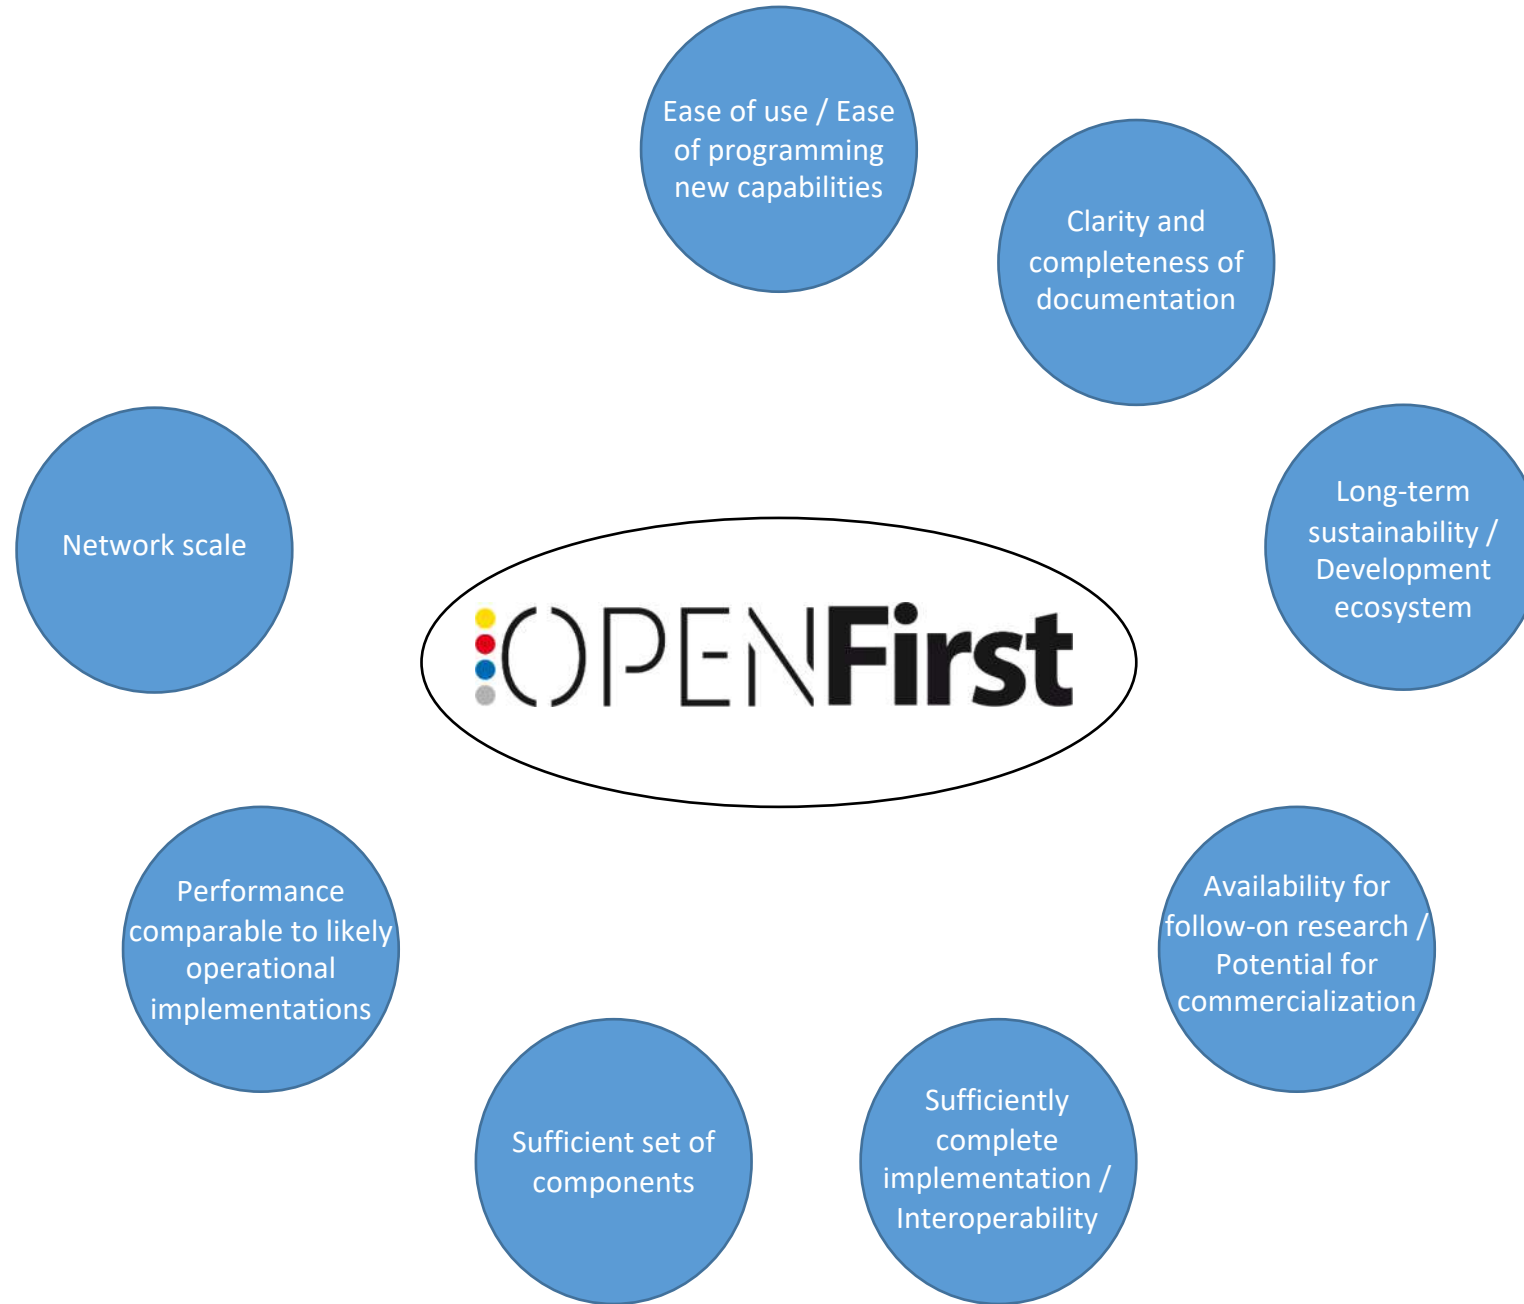 Ease of use / Ease
of programming
new capabilities
Clarity and
completeness of
documentation
Long-term
sustainability /
Development
ecosystem
Network scale
OPENFirst
Performance
comparable to likely
operational
implementations
Availability for
follow-on research /
Potential for
commercialization
Sufficient set of
components
Sufficiently
complete
implementation /
Interoperability